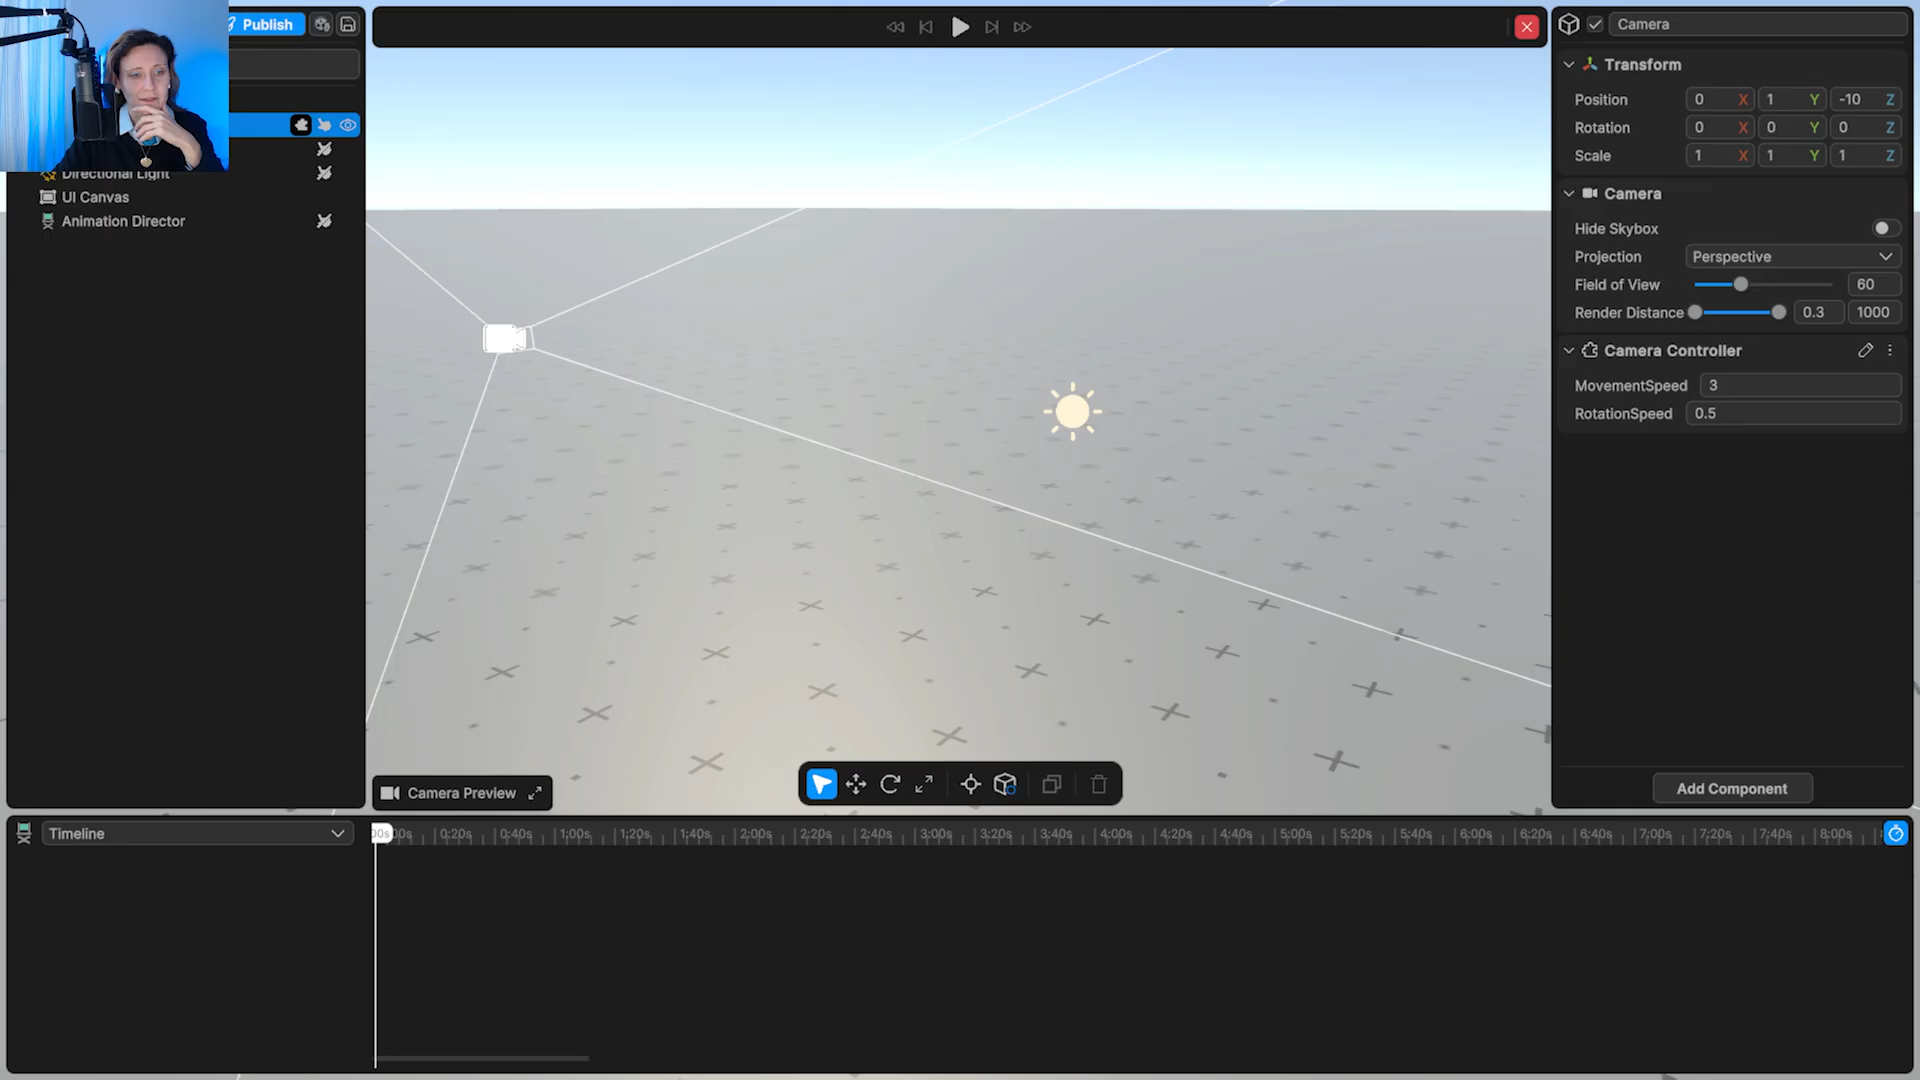 Publish
Directional Light
UI Canvas
Animation Director
Camera
Transform
Position 0 X 1 Y -10 Z
Rotation 0 X 0 Y 0 Z
Scale 1 X 1 Y 1 Z
Camera
Hide Skybox
Projection Perspective
Field of View 60
Render Distance 0.3 1000
Camera Controller
MovementSpeed 3
RotationSpeed 0.5
Add Component
Camera Preview
Timeline
00s 0:20s 0:40s 1:00s 1:20s 1:40s 2:00s 2:20s 2:40s 3:00s 3:20s 3:40s 4:00s 4:20s 4:40s 5:00s 5:20s 5:40s 6:00s 6:20s 6:40s 7:00s 7:20s 7:40s 8:00s